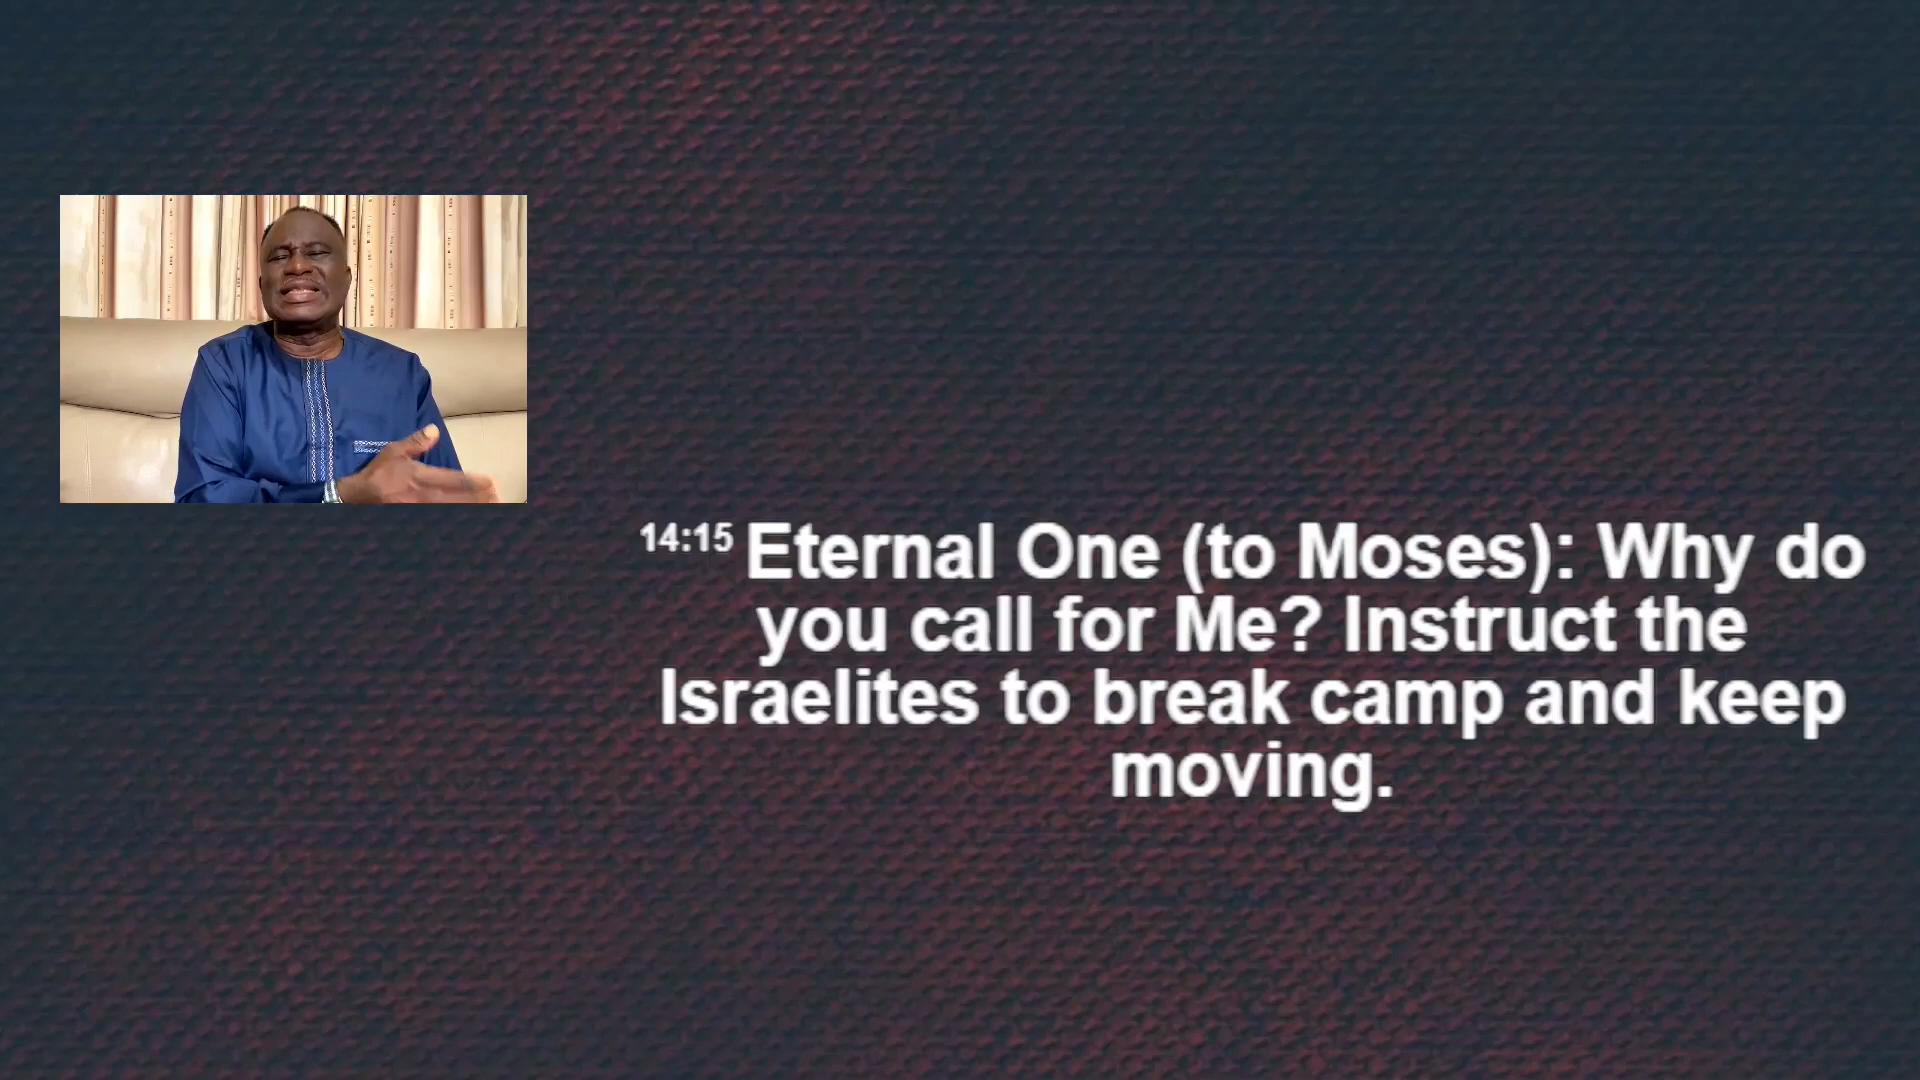 14:15 Eternal One (to Moses): Why do
you call for Me? Instruct the
Israelites to break camp and keep
moving.